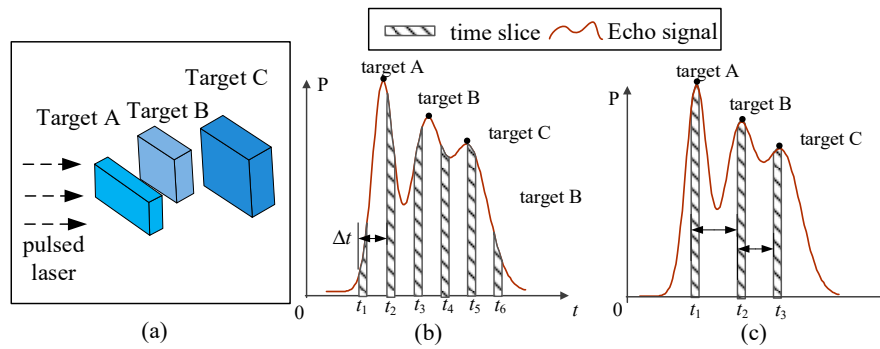 time slice
Echo signal
Target C
Target B
Target A
pulsed
laser
(a)
P
target A
target B
target C
target B
Δt
0
t1
t2
t3
t4
t5
t6
t
(b)
P
target A
target B
target C
0
t1
t2
t3
(c)